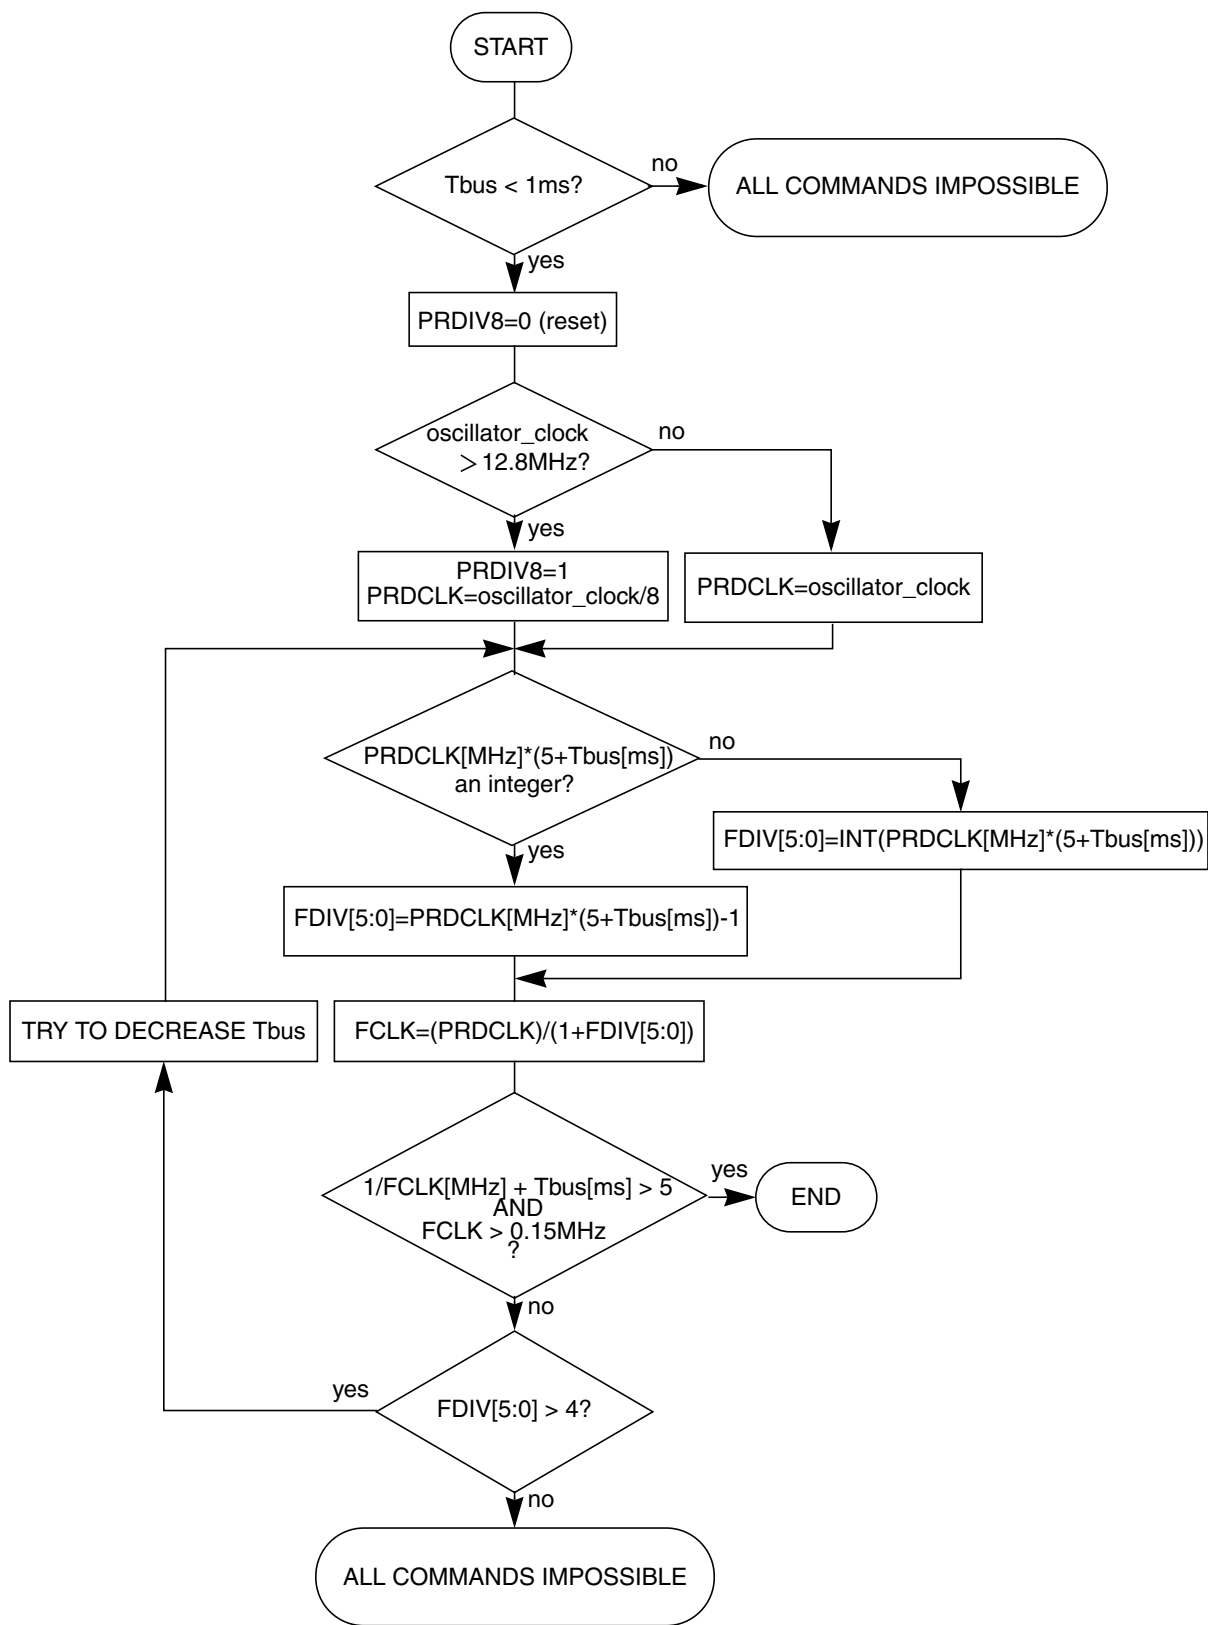 START
Tbus < 1ms?
no
ALL COMMANDS IMPOSSIBLE
yes
PRDIV8=0 (reset)
oscillator_clock
> 12.8MHz?
no
yes
PRDIV8=1
PRDCLK=oscillator_clock/8
PRDCLK=oscillator_clock
PRDCLK[MHz]*(5+Tbus[ms])
an integer?
no
yes
FDIV[5:0]=INT(PRDCLK[MHz]*(5+Tbus[ms]))
FDIV[5:0]=PRDCLK[MHz]*(5+Tbus[ms])-1
TRY TO DECREASE Tbus
FCLK=(PRDCLK)/(1+FDIV[5:0])
1/FCLK[MHz] + Tbus[ms] > 5
AND
FCLK > 0.15MHz
?
yes
END
no
FDIV[5:0] > 4?
yes
no
ALL COMMANDS IMPOSSIBLE